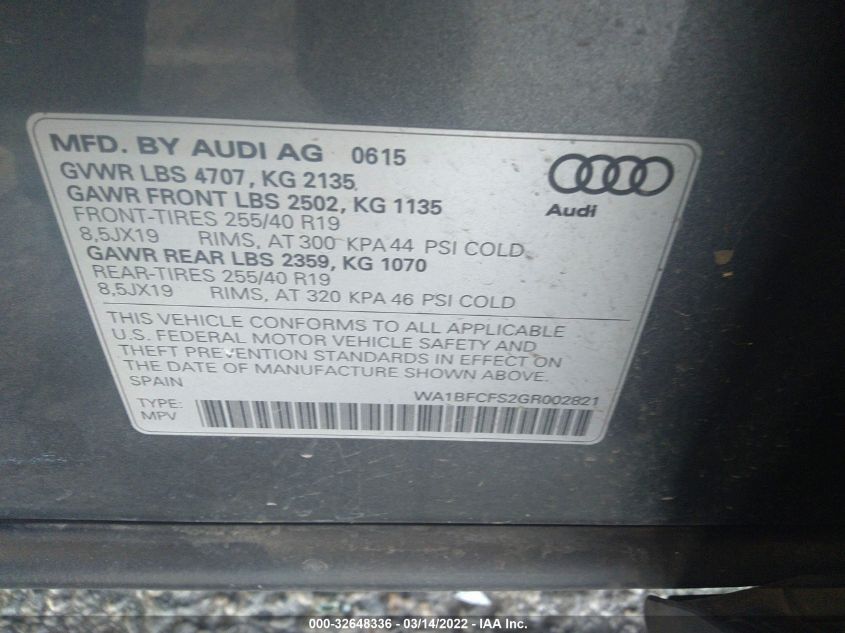 MFD. BY AUDI AG 0615
GVWR LBS 4707, KG 2135
GAWR FRONT LBS 2502, KG 1135
FRONT-TIRES 255/40 R19
8,5JX19 RIMS, AT 300 KPA 44 PSI COLD
GAWR REAR LBS 2359, KG 1070
REAR-TIRES 255/40 R19
8,5JX19 RIMS, AT 320 KPA 46 PSI COLD
Audi
THIS VEHICLE CONFORMS TO ALL APPLICABLE
U.S. FEDERAL MOTOR VEHICLE SAFETY AND
THEFT PREVENTION STANDARDS IN EFFECT ON
THE DATE OF MANUFACTURE SHOWN ABOVE.
SPAIN
WA1BFCFS2GR002821
TYPE:
MPV
000-32648336 - 03/14/2022 - IAA Inc.